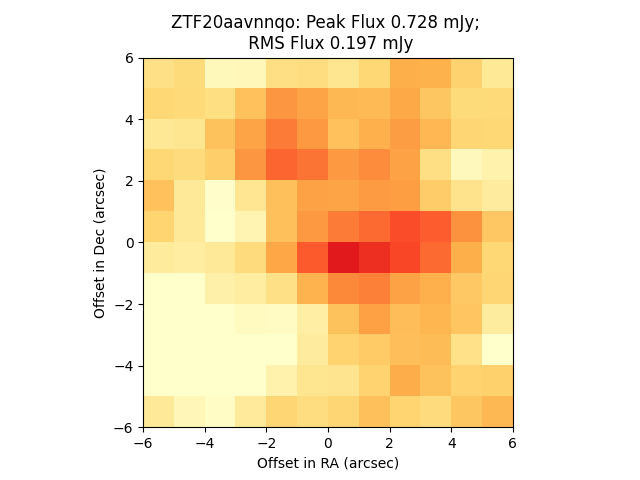 ZTF20aavnnqo: Peak Flux 0.728 mJy;
RMS Flux 0.197 mJy
6
4
2
0
−2
−4
−6
Offset in Dec (arcsec)
−6 −4 −2 0 2 4 6
Offset in RA (arcsec)